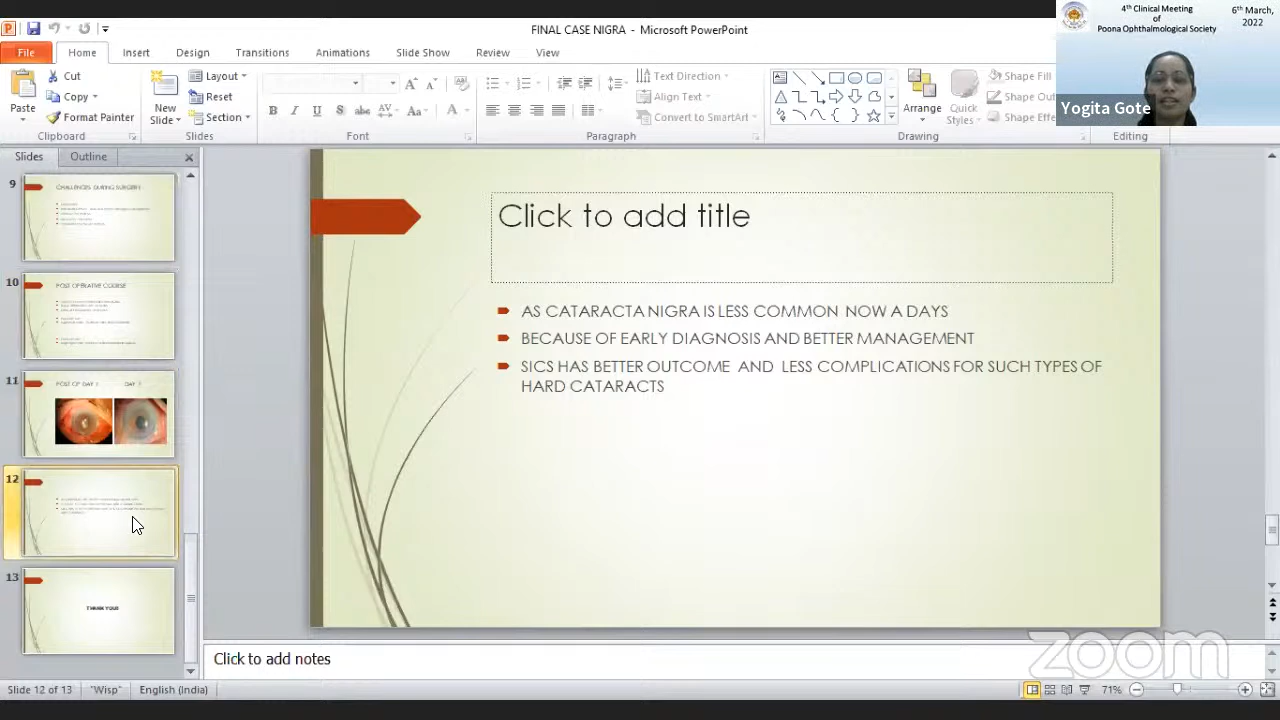 FINAL CASE NIGRA - Microsoft PowerPoint
4th Clinical Meeting
of
Poona Ophthalmological Society
6th March,
2022
Yogita Gote
File Home Insert Design Transitions Animations Slide Show Review View
Paste
Cut
Copy
Format Painter
Clipboard
New
Slide
Layout
Reset
Section
Slides
B I U S abc AV Aa A
Font
Text Direction
Align Text
Convert to SmartArt
Paragraph
Arrange
Quick
Styles
Shape Fill
Shape Ou
Shape Effe
Drawing
Editing
Slides Outline
9
CHALLENGES DURING SURGERY
10
POST OPERATIVE COURSE
11
POST OP DAY 1
12
13
THANK YOU!!
Click to add title
AS CATARACTA NIGRA IS LESS COMMON NOW A DAYS
BECAUSE OF EARLY DIAGNOSIS AND BETTER MANAGEMENT
SICS HAS BETTER OUTCOME AND LESS COMPLICATIONS FOR SUCH TYPES OF
HARD CATARACTS
Click to add notes
zoom
Slide 12 of 13 "Wisp" English (India) 71%